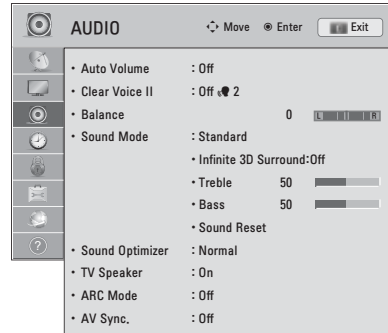 AUDIO Move Enter Exit
• Auto Volume : Off
• Clear Voice II : Off 2
• Balance 0 L R
• Sound Mode : Standard
• Infinite 3D Surround:Off
• Treble 50
• Bass 50
• Sound Reset
• Sound Optimizer : Normal
• TV Speaker : On
• ARC Mode : Off
• AV Sync. : Off
?